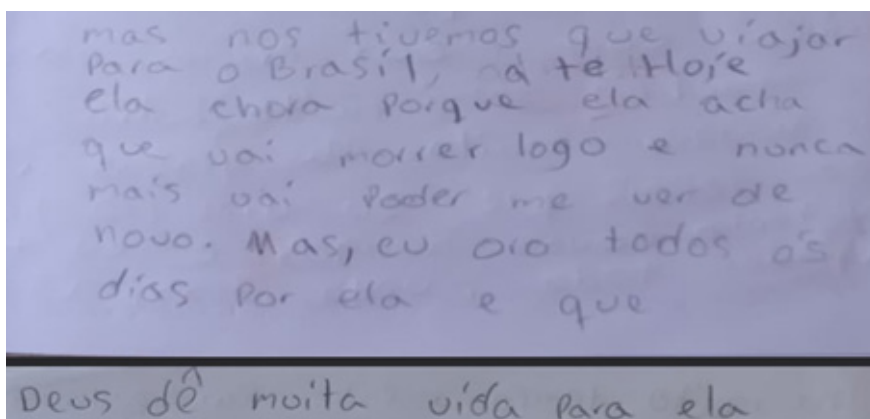 mas nos tivemos que viajar
Para o Brasil, a té Hoje
ela chora Porque ela acha
que vai morrer logo e nunca
mais vai Poder me ver de
novo. Mas, eu oro todos os
dias Por ela e que
Deus dê muita vida Para ela